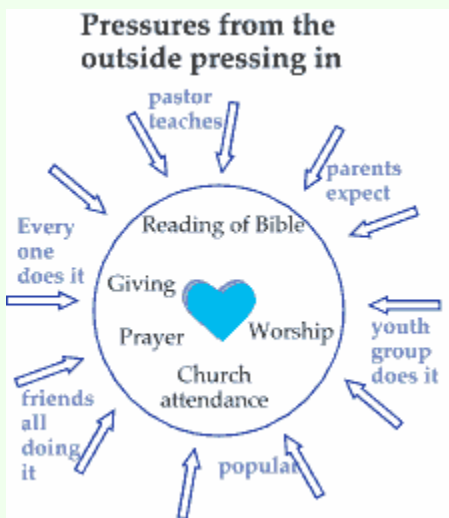 Pressures from the
outside pressing in
pastor
teaches
parents
expect
Reading of Bible
Every
one
does it
Giving
Prayer
Worship
youth
group
does it
Church
attendance
friends
all
doing
it
popular